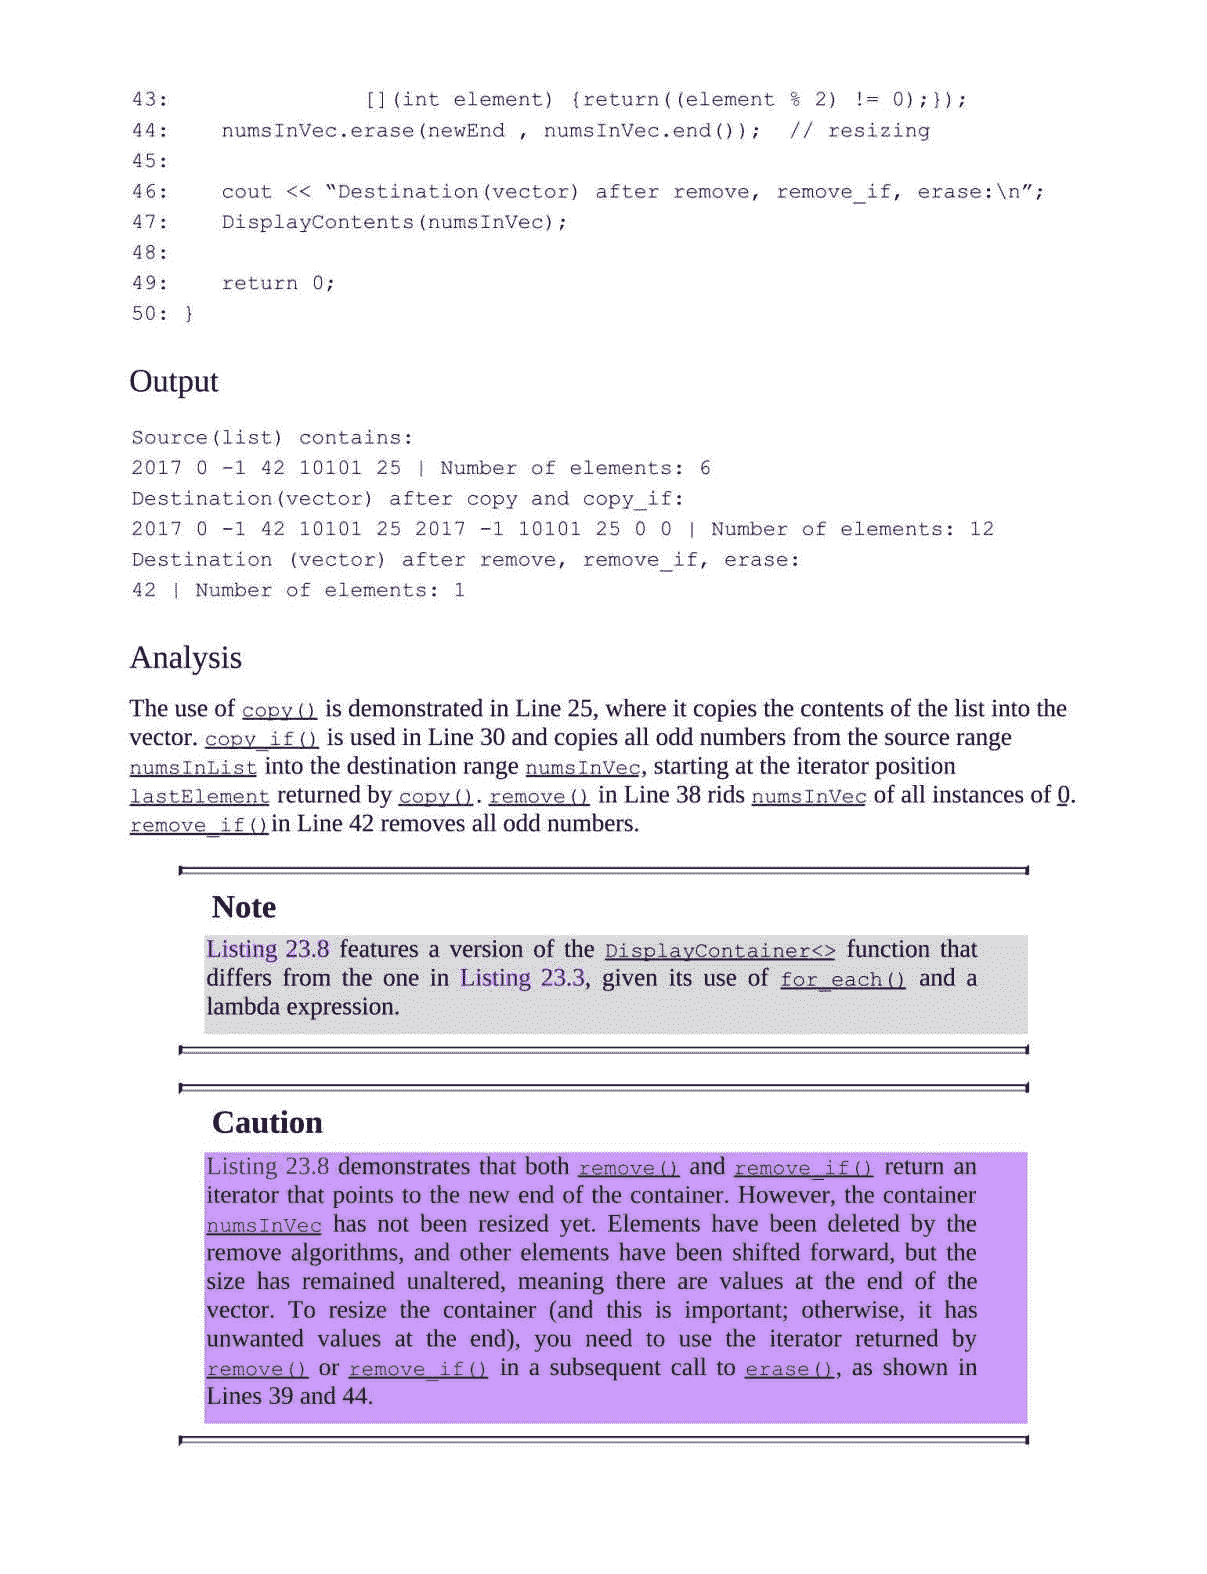 43:               [](int element) {return((element % 2) != 0);});
44:    numsInVec.erase(newEnd , numsInVec.end());  // resizing
45:
46:    cout << “Destination(vector) after remove, remove_if, erase:\n”;
47:    DisplayContents(numsInVec);
48:
49:    return 0;
50: }
Output
Source(list) contains:
2017 0 -1 42 10101 25 | Number of elements: 6
Destination(vector) after copy and copy_if:
2017 0 -1 42 10101 25 2017 -1 10101 25 0 0 | Number of elements: 12
Destination (vector) after remove, remove_if, erase:
42 | Number of elements: 1
Analysis
The use of copy() is demonstrated in Line 25, where it copies the contents of the list into the
vector. copy_if() is used in Line 30 and copies all odd numbers from the source range
numsInList into the destination range numsInVec, starting at the iterator position
lastElement returned by copy(). remove() in Line 38 rids numsInVec of all instances of 0.
remove_if()in Line 42 removes all odd numbers.
Note
Listing 23.8 features a version of the DisplayContainer<> function that
differs from the one in Listing 23.3, given its use of for_each() and a
lambda expression.
Caution
Listing 23.8 demonstrates that both remove() and remove_if() return an
iterator that points to the new end of the container. However, the container
numsInVec has not been resized yet. Elements have been deleted by the
remove algorithms, and other elements have been shifted forward, but the
size has remained unaltered, meaning there are values at the end of the
vector. To resize the container (and this is important; otherwise, it has
unwanted values at the end), you need to use the iterator returned by
remove() or remove_if() in a subsequent call to erase(), as shown in
Lines 39 and 44.